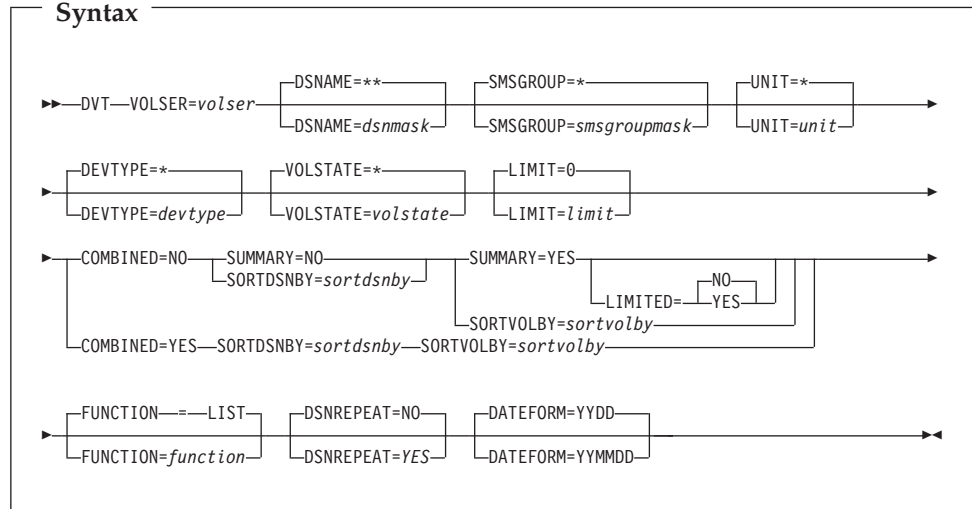 Syntax
DSNAME=** SMSGROUP=* UNIT=*
DVT VOLSER=volser
DSNAME=dsnmask SMSGROUP=smsgroupmask UNIT=unit
DEVTYPE=* VOLSTATE=* LIMIT=0
DEVTYPE=devtype VOLSTATE=volstate LIMIT=limit
COMBINED=NO SUMMARY=NO SUMMARY=YES
SORTDSNBY=sortdsnby NO
LIMITED= YES
SORTVOLBY=sortvolby
COMBINED=YES SORTDSNBY=sortdsnby SORTVOLBY=sortvolby
FUNCTION = LIST DSNREPEAT=NO DATEFORM=YYDD
FUNCTION=function DSNREPEAT=YES DATEFORM=YYMMDD